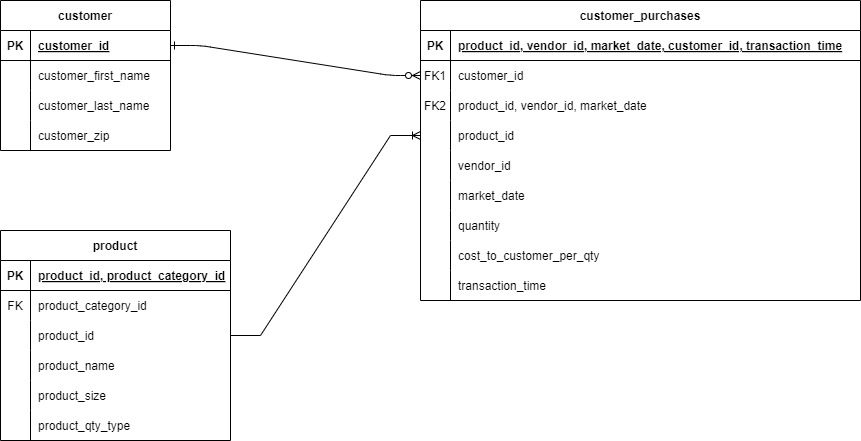 customer
PK customer_id
customer_first_name
customer_last_name
customer_zip
customer_purchases
PK product_id, vendor_id, market_date, customer_id, transaction_time
FK1 customer_id
FK2 product_id, vendor_id, market_date
product_id
vendor_id
market_date
quantity
cost_to_customer_per_qty
transaction_time
product
PK product_id, product_category_id
FK product_category_id
product_id
product_name
product_size
product_qty_type